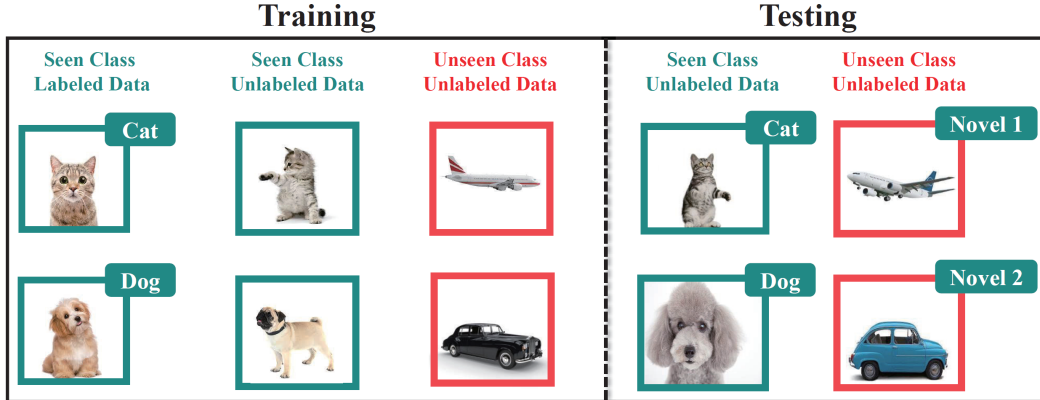 Training
Testing
Seen Class
Labeled Data
Seen Class
Unlabeled Data
Unseen Class
Unlabeled Data
Seen Class
Unlabeled Data
Unseen Class
Unlabeled Data
Cat
Cat
Novel 1
Dog
Dog
Novel 2